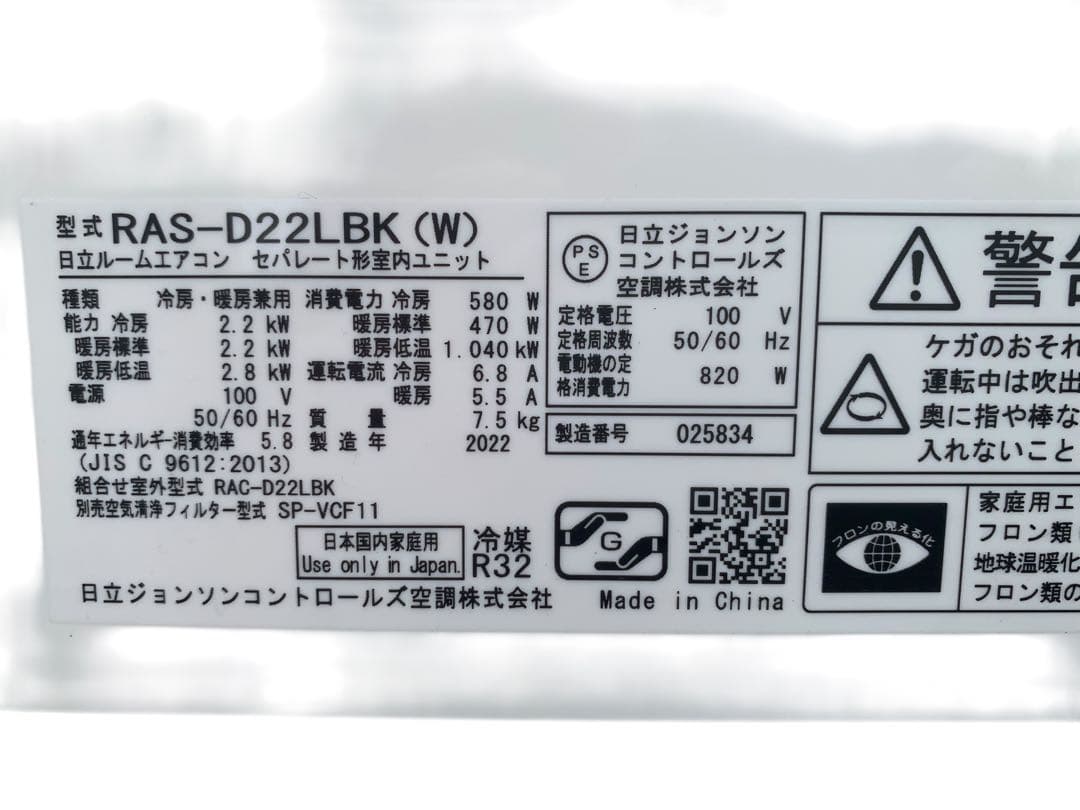 型式 RAS-D22LBK (W)
日立ルームエアコン セパレート形室内ユニット
種類 冷房・暖房兼用
能力 冷房 2.2 kW
暖房標準 2.2 kW
暖房低温 2.8 kW
電源 100 V
50/60 Hz
通年エネルギー消費効率 5.8
(JIS C 9612:2013)
消費電力 冷房 580 W
暖房標準 470 W
暖房低温 1.040 kW
運転電流 冷房 6.8 A
暖房 5.5 A
質量 7.5 kg
製造年 2022
組合せ室外型式 RAC-D22LBK
別売空気清浄フィルター型式 SP-VCF11
日本国内家庭用
Use only in Japan.
冷媒
R32
日立ジョンソンコントロールズ空調株式会社
PS
E
日立ジョンソン
コントロールズ
空調株式会社
定格電圧 100 V
定格周波数 50/60 Hz
電動機の定
格消費電力 820 W
製造番号 025834
G
Made in China
警告
ケガのおそれ
運転中は吹出
奥に指や棒な
入れないこと
フロンの見える化
家庭用エ
フロン類
地球温暖化
フロン類の